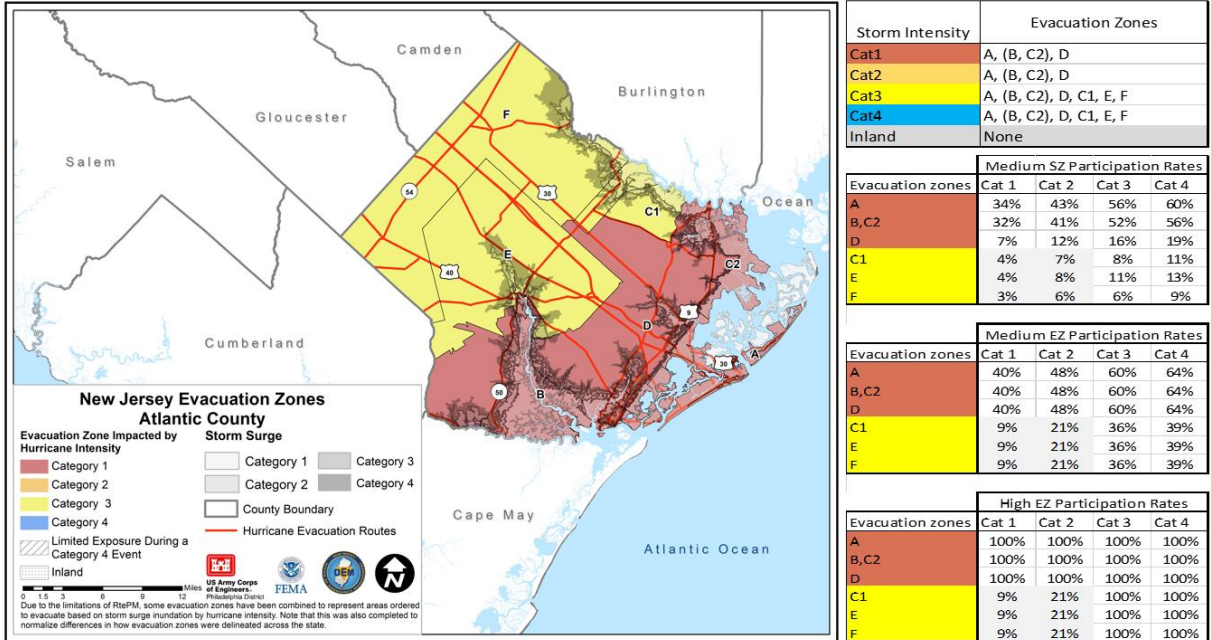 Camden
Burlington
Gloucester
Salem
Ocean
Cumberland
Cape May
Atlantic Ocean
F
54
30
C1
E
40
C2
D
9
A
30
50
B
New Jersey Evacuation Zones
Atlantic County
Evacuation Zone Impacted by
Hurricane Intensity
Category 1
Category 2
Category 3
Category 4
Limited Exposure During a
Category 4 Event
Inland
Storm Surge
Category 1
Category 3
Category 2
Category 4
County Boundary
Hurricane Evacuation Routes
0 1.5 3 6 9 12 Miles
US Army Corps
of Engineers.
Philadelphia District
FEMA
DEM
N
Due to the limitations of RtePM, some evacuation zones have been combined to represent areas ordered
to evacuate based on storm surge inundation by hurricane intensity. Note that this was also completed to
normalize differences in how evacuation zones were delineated across the state.
Storm Intensity Evacuation Zones
Cat1 A, (B, C2), D
Cat2 A, (B, C2), D
Cat3 A, (B, C2), D, C1, E, F
Cat4 A, (B, C2), D, C1, E, F
Inland None
Medium SZ Participation Rates
Evacuation zones Cat 1 Cat 2 Cat 3 Cat 4
A 34% 43% 56% 60%
B,C2 32% 41% 52% 56%
D 7% 12% 16% 19%
C1 4% 7% 8% 11%
E 4% 8% 11% 13%
F 3% 6% 6% 9%
Medium EZ Participation Rates
Evacuation zones Cat 1 Cat 2 Cat 3 Cat 4
A 40% 48% 60% 64%
B,C2 40% 48% 60% 64%
D 40% 48% 60% 64%
C1 9% 21% 36% 39%
E 9% 21% 36% 39%
F 9% 21% 36% 39%
High EZ Participation Rates
Evacuation zones Cat 1 Cat 2 Cat 3 Cat 4
A 100% 100% 100% 100%
B,C2 100% 100% 100% 100%
D 100% 100% 100% 100%
C1 9% 21% 100% 100%
E 9% 21% 100% 100%
F 9% 21% 100% 100%